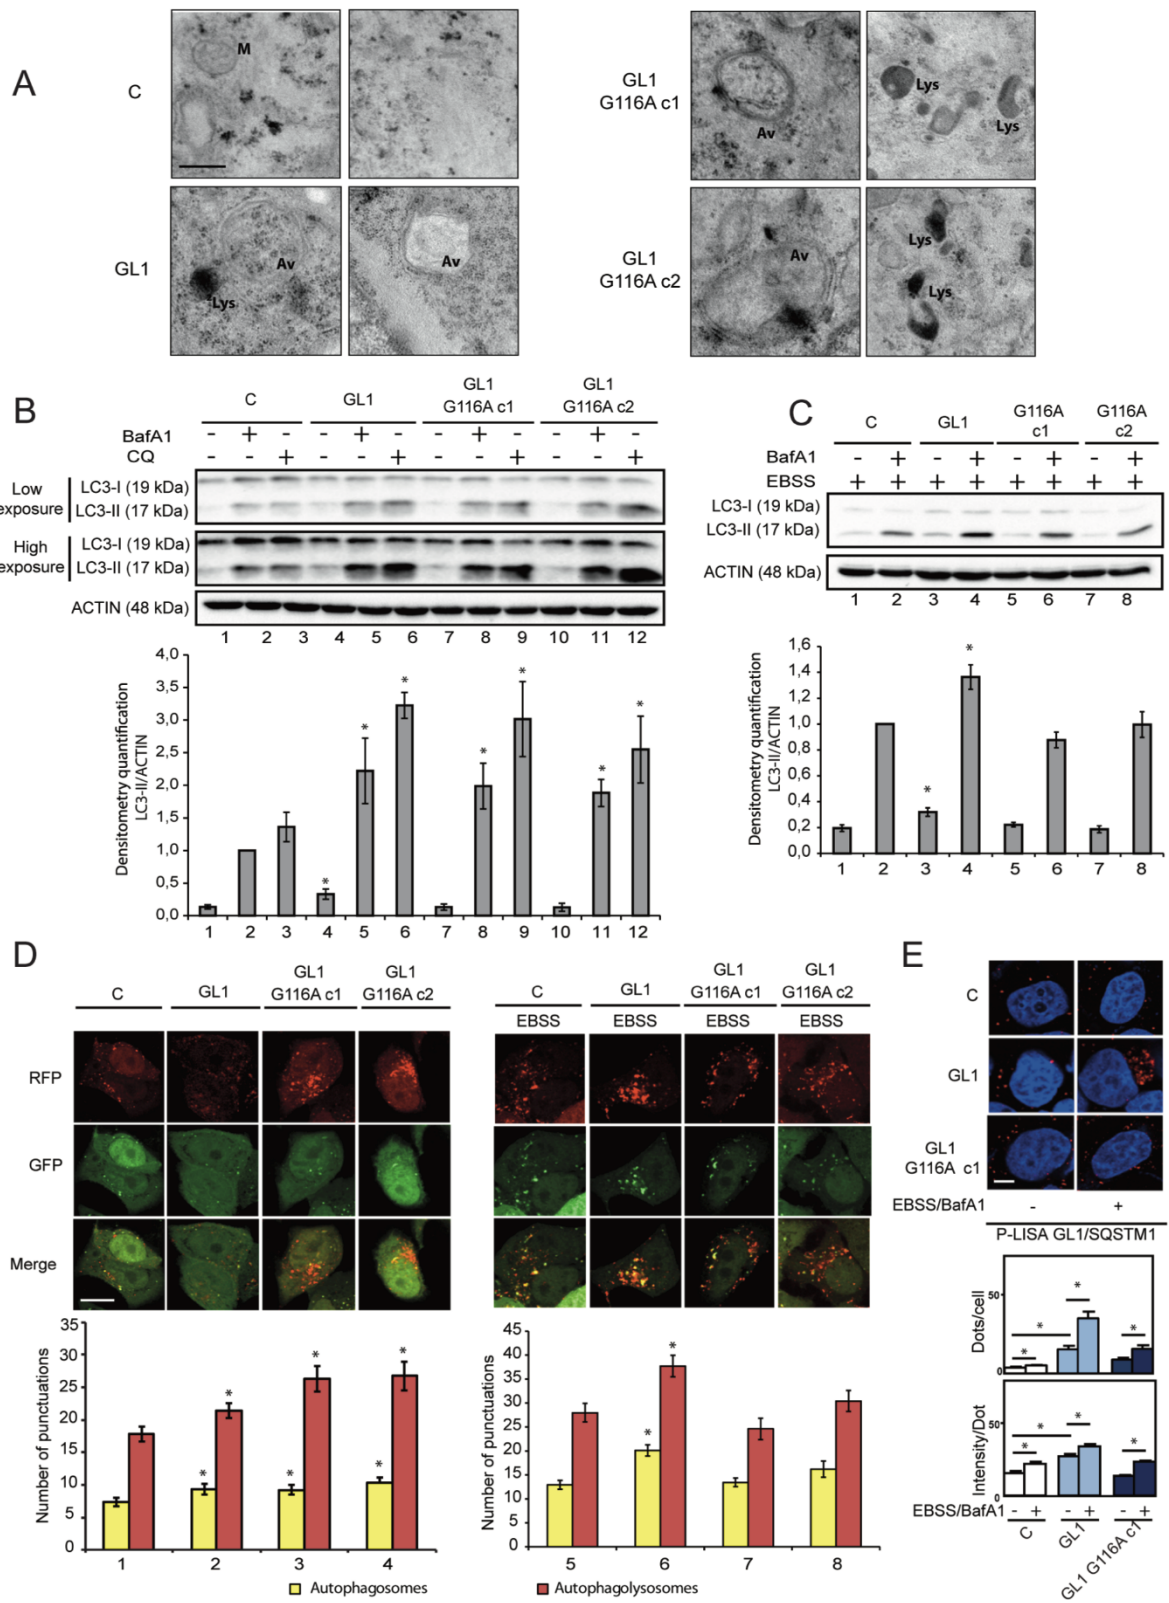 A
C
M
GL1
Av
Lys
Av
GL1
G116A c1
Av
Lys
Lys
GL1
G116A c2
Av
Lys
Lys
B
C GL1 GL1 G116A c1 GL1 G116A c2
BafA1 - + - - + - - + - - + -
CQ - - + - - + - - + - - +
Low exposure
LC3-I (19 kDa)
LC3-II (17 kDa)
High exposure
LC3-I (19 kDa)
LC3-II (17 kDa)
ACTIN (48 kDa)
1 2 3 4 5 6 7 8 9 10 11 12
Densitometry quantification
LC3-II/ACTIN
4,0
3,5
3,0
2,5
2,0
1,5
1,0
0,5
0,0
* * * * * * *
1 2 3 4 5 6 7 8 9 10 11 12
C
C GL1 G116A c1 G116A c2
BafA1 - + - + - + - +
EBSS + + + + + + + +
LC3-I (19 kDa)
LC3-II (17 kDa)
ACTIN (48 kDa)
1 2 3 4 5 6 7 8
Densitometry quantification
LC3-II/ACTIN
1,6
1,4
1,2
1,0
0,8
0,6
0,4
0,2
0,0
* *
1 2 3 4 5 6 7 8
D
C GL1 GL1 G116A c1 GL1 G116A c2
RFP
GFP
Merge
C GL1 GL1 G116A c1 GL1 G116A c2
EBSS EBSS EBSS EBSS
Number of punctuations
35
30
25
20
15
10
5
0
* * * * * *
1 2 3 4
Number of punctuations
45
40
35
30
25
20
15
10
5
0
* *
5 6 7 8
Autophagosomes
Autophagolysosomes
E
C
GL1
GL1
G116A c1
EBSS/BafA1 - +
P-LISA GL1/SQSTM1
Dots/cell
50
0
* * * *
Intensity/Dot
50
0
* * * *
EBSS/BafA1 - + - + - +
C
GL1
GL1 G116A c1